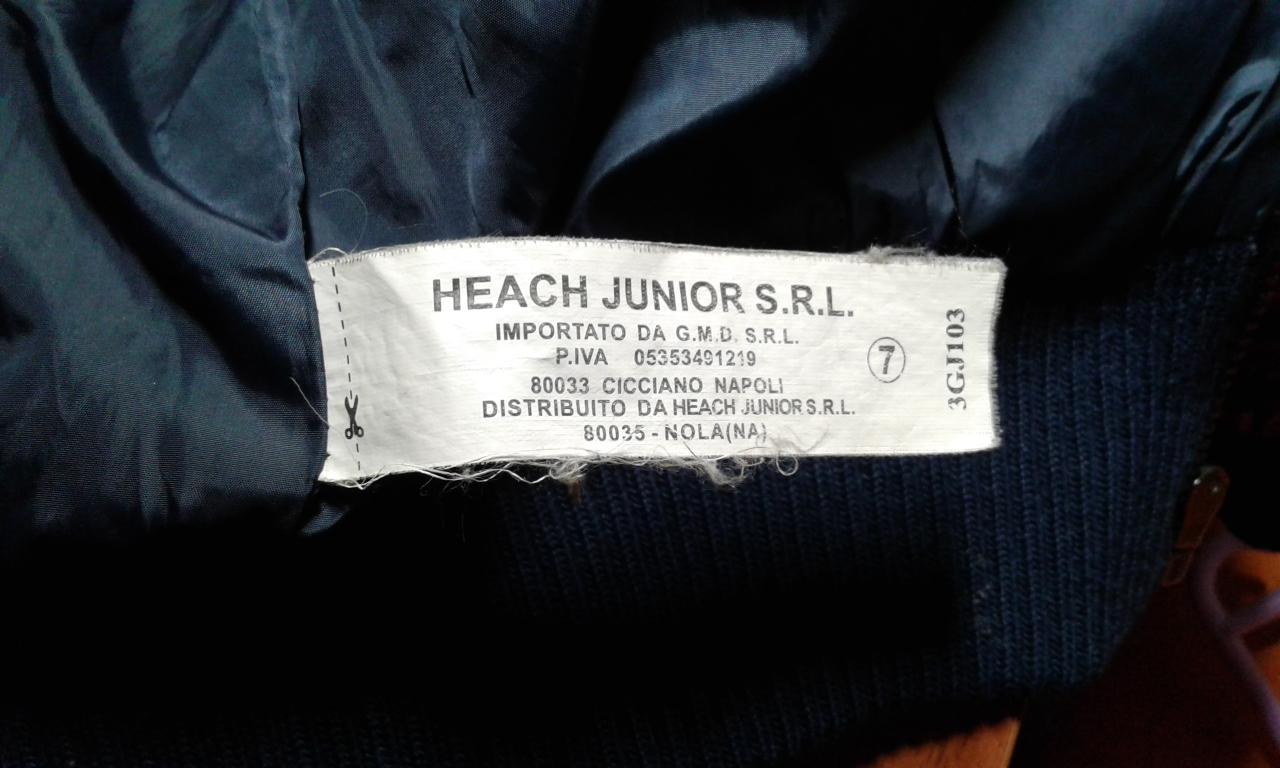 HEACH JUNIOR S.R.L.
IMPORTATO DA G.M.D. S.R.L.
P.IVA 05353491219
80033 CICCIANO NAPOLI
DISTRIBUITO DA HEACH JUNIOR S.R.L.
80035 - NOLA(NA)
7
3GJ103